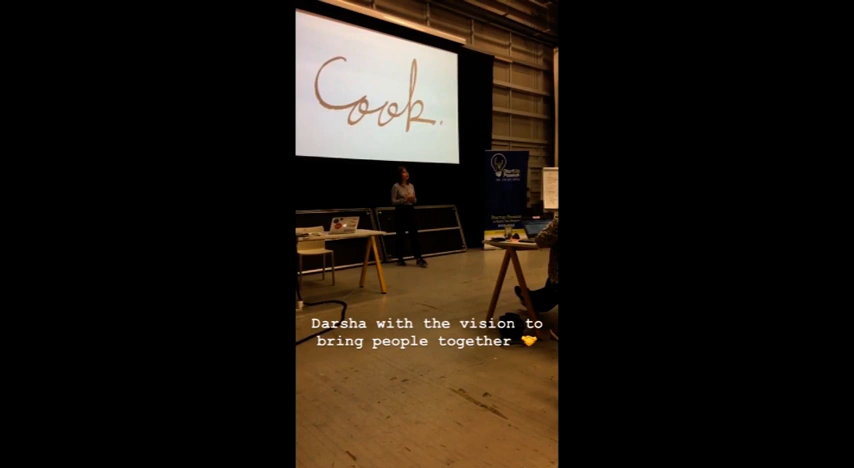 Cook.
Darsha with the vision to
bring people together